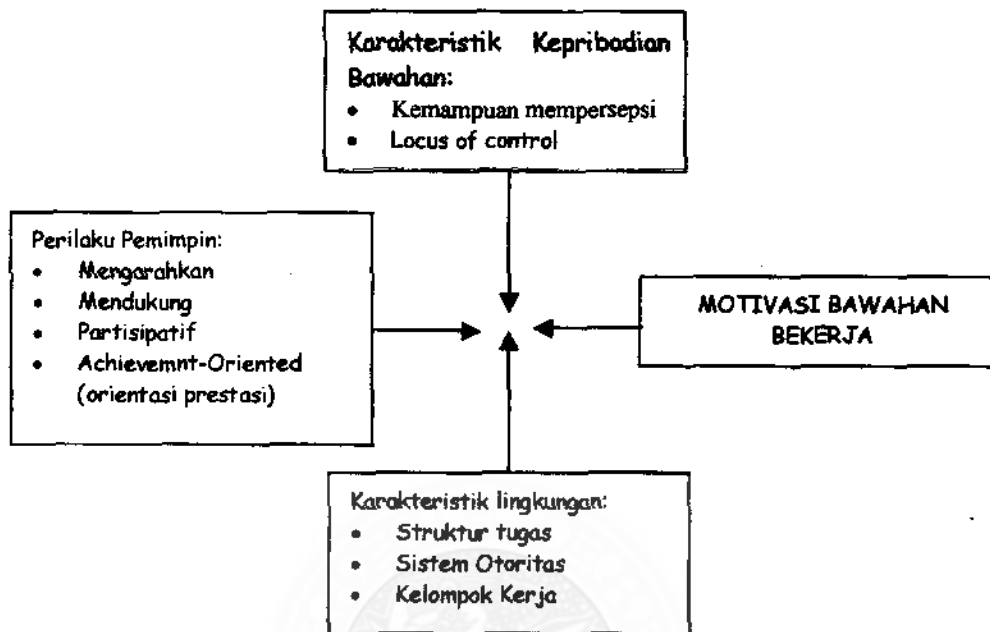 Karakteristik Kepribadian
Bawahan:
• Kemampuan mempersepsi
• Locus of control
Perilaku Pemimpin:
• Mengarahkan
• Mendukung
• Partisipatif
• Achievemnt-Oriented
(orientasi prestasi)
MOTIVASI BAWAHAN
BEKERJA
Karakteristik lingkungan:
• Struktur tugas
• Sistem Otoritas
• Kelompok Kerja